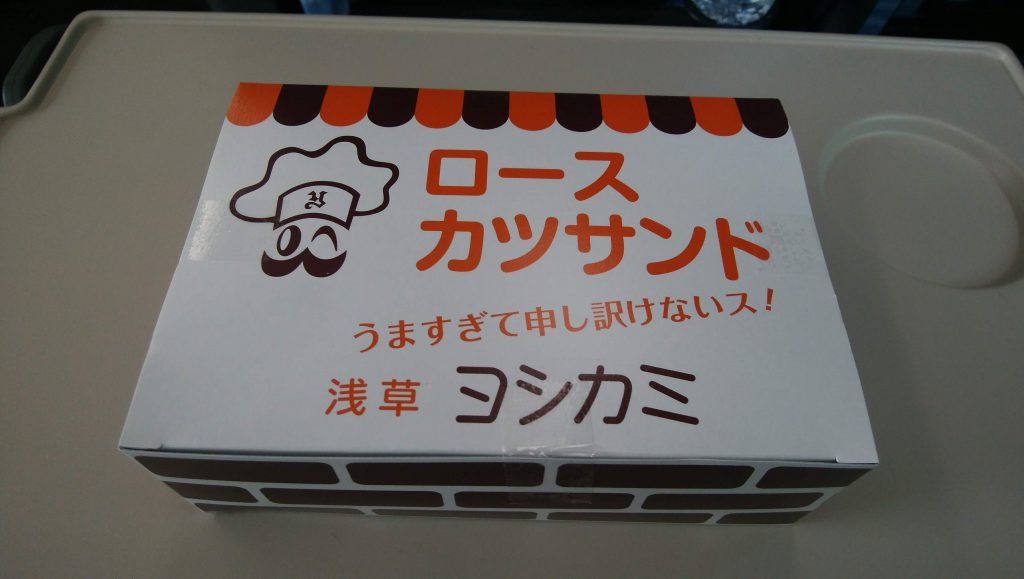 ロース
カツサンド
うますぎて申し訳けないス!
浅草 ヨシカミ